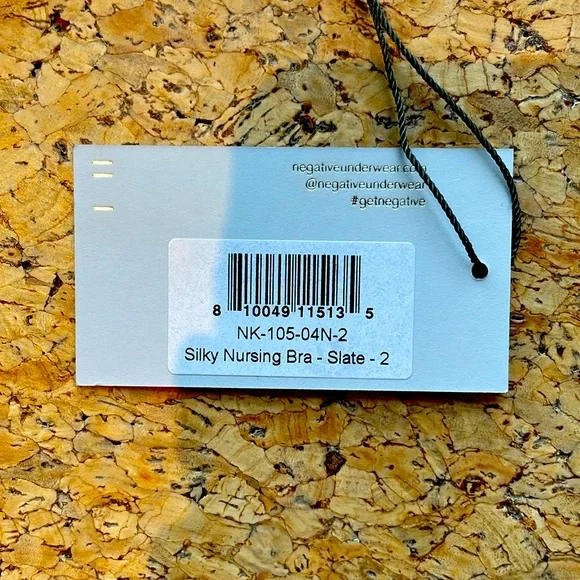 negativeunderwear.com
@negativeunderwear
#getnegative
8 10049 11513 5
NK-105-04N-2
Silky Nursing Bra - Slate - 2